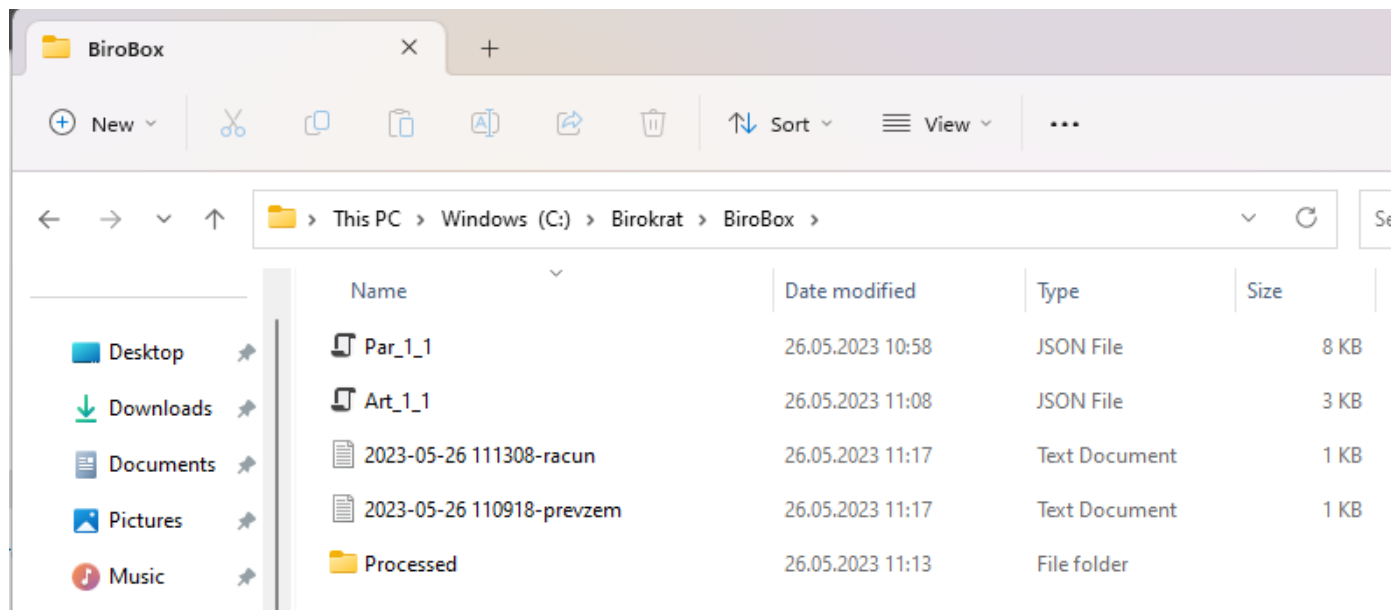 BiroBox
New
Sort
View
This PC > Windows (C:) > Birokrat > BiroBox >
Name Date modified Type Size
Desktop
Downloads
Documents
Pictures
Music
Par_1_1 26.05.2023 10:58 JSON File 8 KB
Art_1_1 26.05.2023 11:08 JSON File 3 KB
2023-05-26 111308-racun 26.05.2023 11:17 Text Document 1 KB
2023-05-26 110918-prevzem 26.05.2023 11:17 Text Document 1 KB
Processed 26.05.2023 11:13 File folder